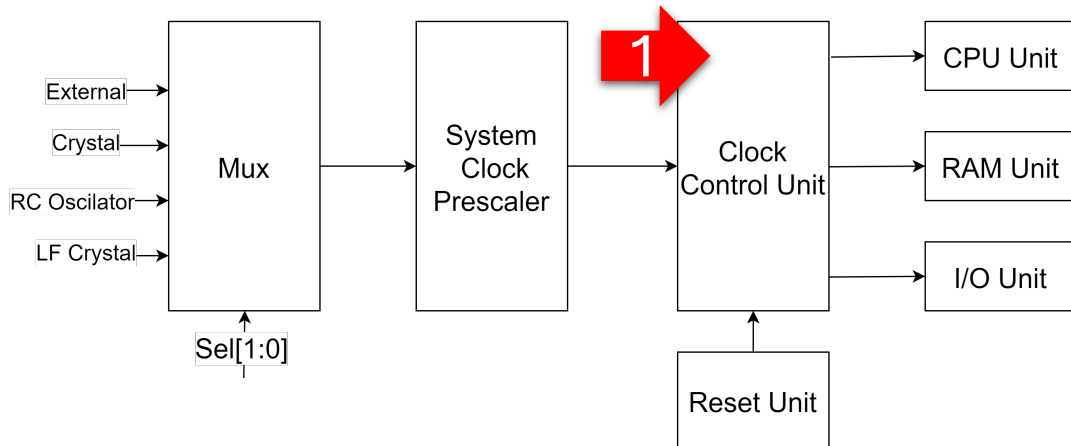 External
Crystal
RC Oscilator
LF Crystal
Mux
Sel[1:0]
System
Clock
Prescaler
1
Clock
Control Unit
Reset Unit
CPU Unit
RAM Unit
I/O Unit